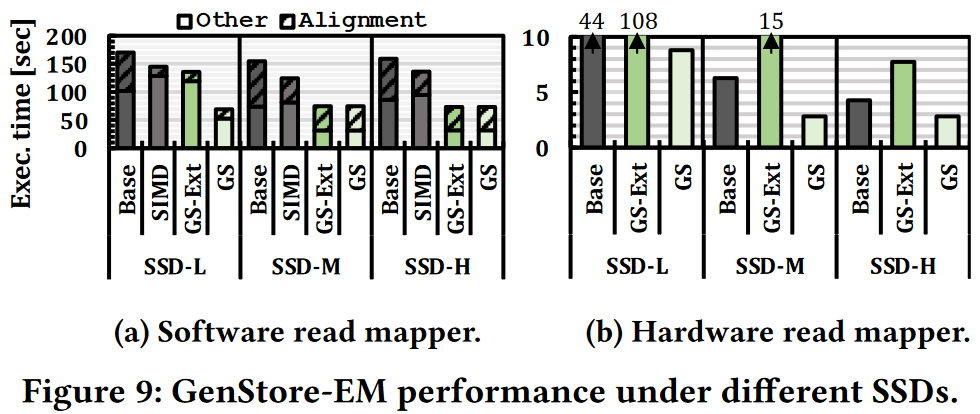 Other Alignment
Exec. time [sec]
200
150
100
50
0
Base
SIMD
GS-Ext
GS
Base
SIMD
GS-Ext
GS
Base
SIMD
GS-Ext
GS
SSD-L SSD-M SSD-H
(a) Software read mapper.
44 108 15
10
5
0
Base
GS-Ext
GS
Base
GS-Ext
GS
Base
GS-Ext
GS
SSD-L SSD-M SSD-H
(b) Hardware read mapper.
Figure 9: GenStore-EM performance under different SSDs.